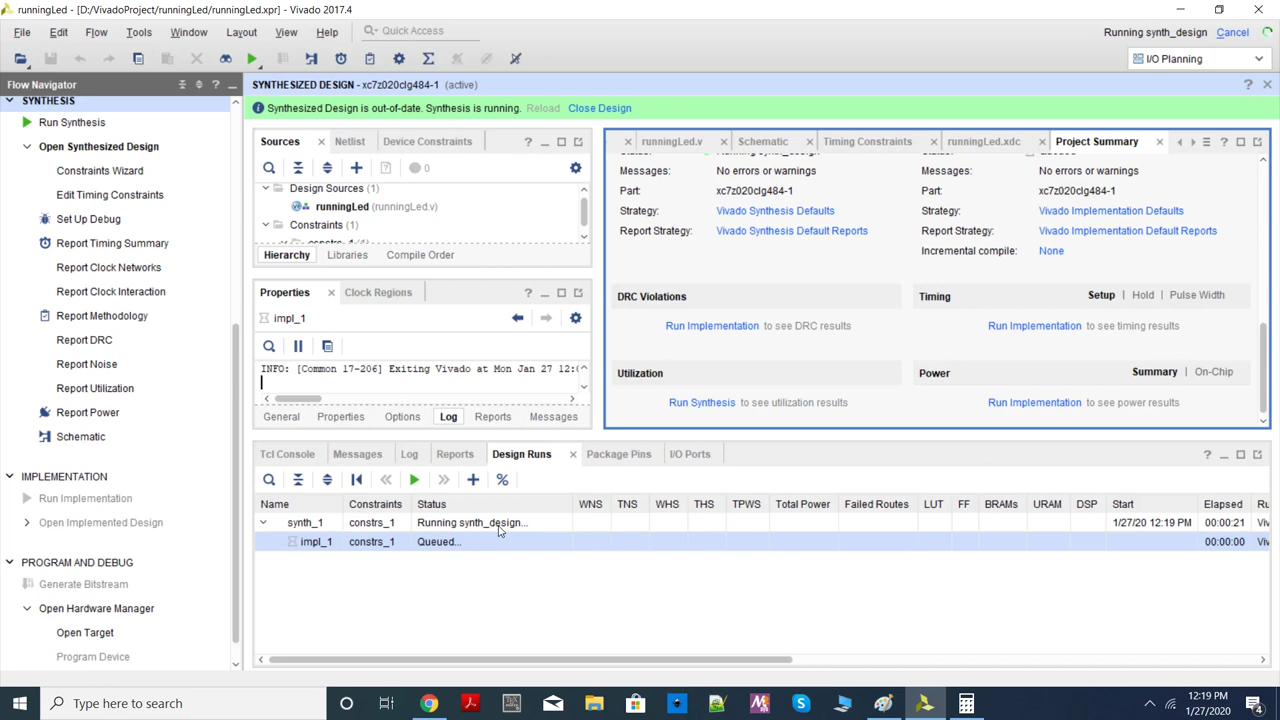 runningLed - [D:/VivadoProject/runningLed/runningLed.xpr] - Vivado 2017.4
File Edit Flow Tools Window Layout View Help Quick Access
Running synth_design Cancel
I/O Planning
Flow Navigator
SYNTHESIZED DESIGN - xc7z020clg484-1 (active)
SYNTHESIS
Synthesized Design is out-of-date. Synthesis is running. Reload Close Design
Run Synthesis
Open Synthesized Design
Constraints Wizard
Edit Timing Constraints
Set Up Debug
Report Timing Summary
Report Clock Networks
Report Clock Interaction
Report Methodology
Report DRC
Report Noise
Report Utilization
Report Power
Schematic
IMPLEMENTATION
Run Implementation
Open Implemented Design
PROGRAM AND DEBUG
Generate Bitstream
Open Hardware Manager
Open Target
Program Device
Sources Netlist Device Constraints
0
Design Sources (1)
runningLed (runningLed.v)
Constraints (1)
Hierarchy Libraries Compile Order
Properties Clock Regions
impl_1
INFO: [Common 17-206] Exiting Vivado at Mon Jan 27 12:
General Properties Options Log Reports Messages
runningLed.v Schematic Timing Constraints runningLed.xdc Project Summary
Messages: No errors or warnings
Part: xc7z020clg484-1
Strategy: Vivado Synthesis Defaults
Report Strategy: Vivado Synthesis Default Reports
Messages: No errors or warnings
Part: xc7z020clg484-1
Strategy: Vivado Implementation Defaults
Report Strategy: Vivado Implementation Default Reports
Incremental compile: None
DRC Violations
Run Implementation to see DRC results
Timing Setup | Hold | Pulse Width
Run Implementation to see timing results
Utilization
Run Synthesis to see utilization results
Power Summary | On-Chip
Run Implementation to see power results
Tcl Console Messages Log Reports Design Runs Package Pins I/O Ports
Name Constraints Status WNS TNS WHS THS TPWS Total Power Failed Routes LUT FF BRAMs URAM DSP Start Elapsed Ru
synth_1 constrs_1 Running synth_design... 1/27/20 12:19 PM 00:00:21 Viv
impl_1 constrs_1 Queued... 00:00:00 Viv
Type here to search
12:19 PM
1/27/2020
4